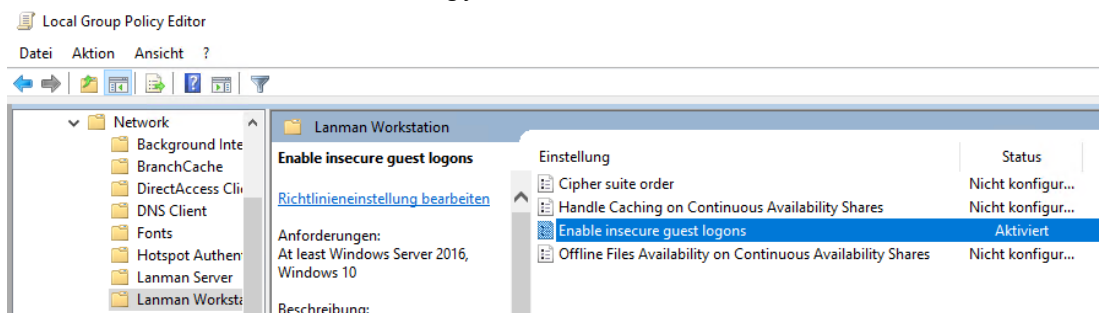 Local Group Policy Editor
Datei Aktion Ansicht ?
Network
Background Inte
BranchCache
DirectAccess Clie
DNS Client
Fonts
Hotspot Authen
Lanman Server
Lanman Worksta
Lanman Workstation
Enable insecure guest logons
Richtlinieneinstellung bearbeiten
Anforderungen:
At least Windows Server 2016,
Windows 10
Beschreibung:
Einstellung Status
Cipher suite order Nicht konfigur...
Handle Caching on Continuous Availability Shares Nicht konfigur...
Enable insecure guest logons Aktiviert
Offline Files Availability on Continuous Availability Shares Nicht konfigur...